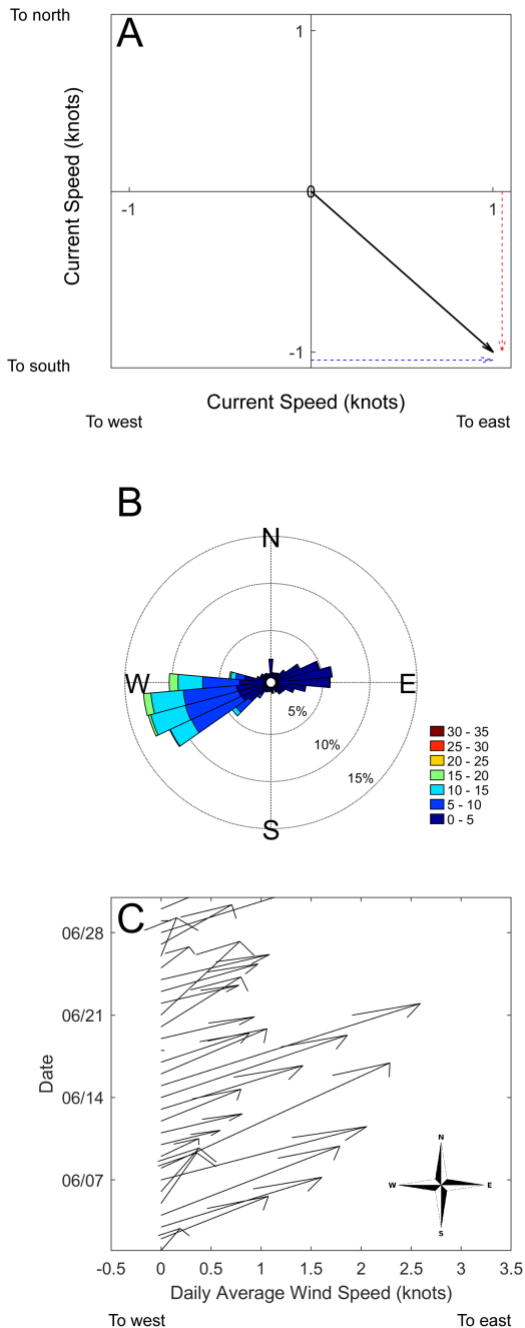 To north
A
1
Current Speed (knots)
0
-1
1
-1
To south
Current Speed (knots)
To west
To east
B
N
W
E
5%
10%
15%
S
30 - 35
25 - 30
20 - 25
15 - 20
10 - 15
5 - 10
0 - 5
C
06/28
06/21
Date
06/14
06/07
N
W
E
S
-0.5 0 0.5 1 1.5 2 2.5 3 3.5
Daily Average Wind Speed (knots)
To west
To east